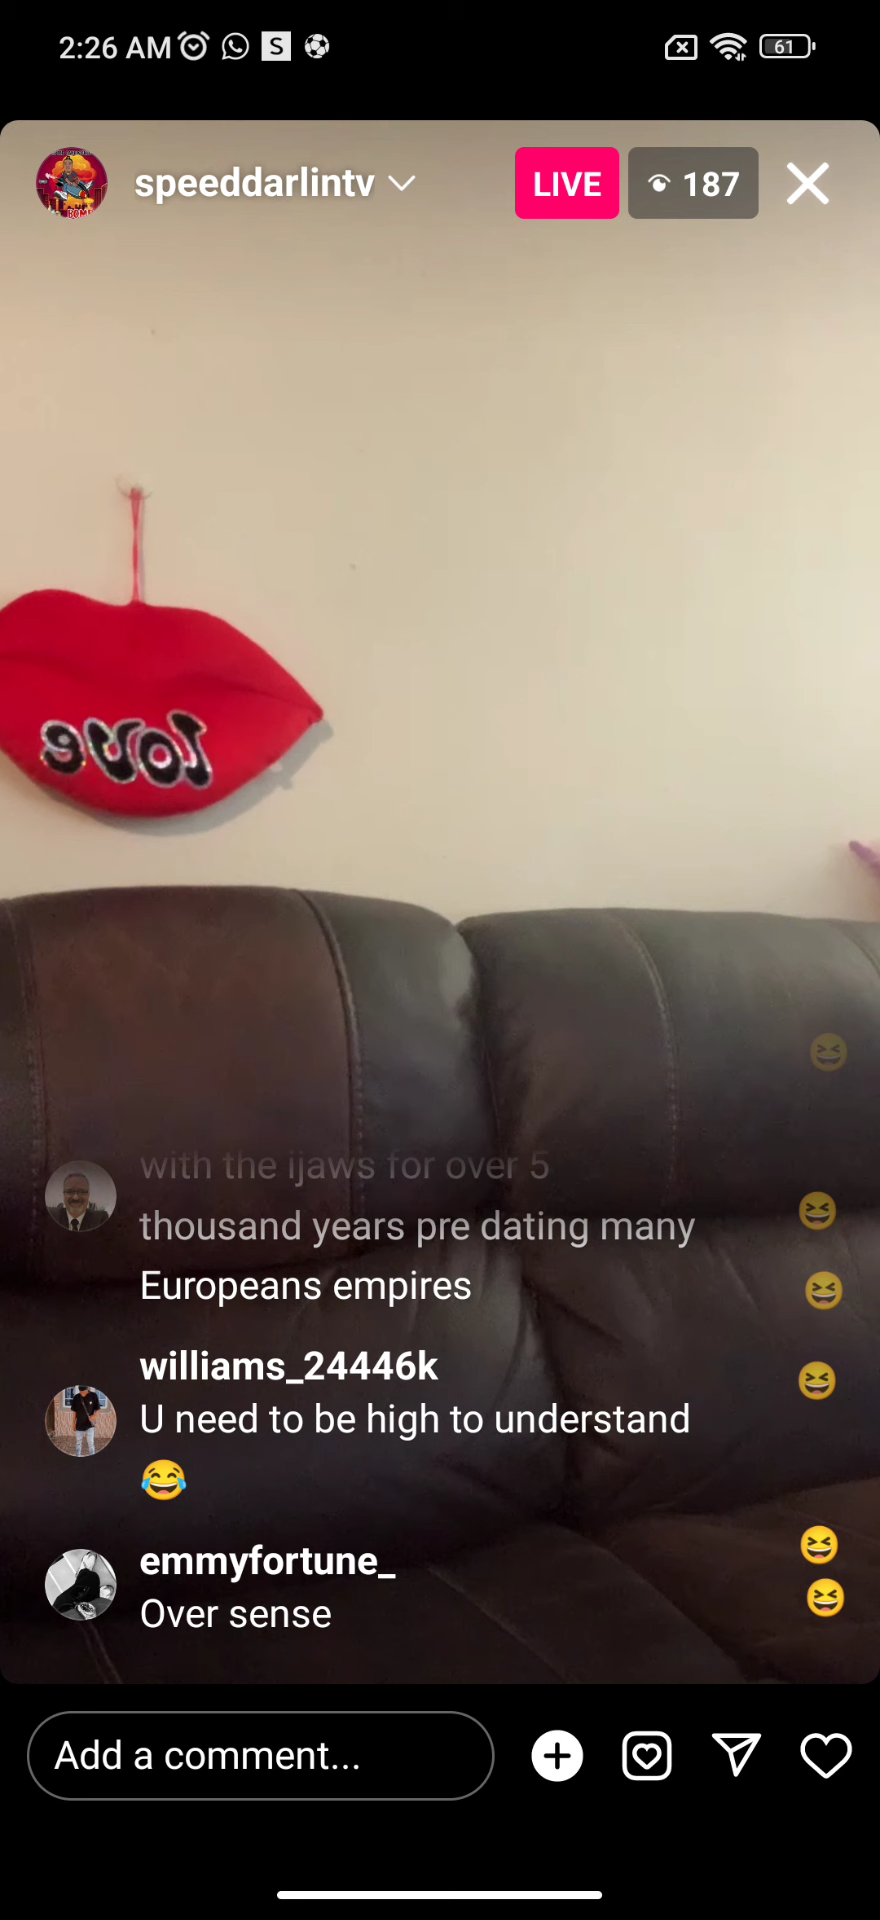 2:26 AM
S
61
speeddarlintv
LIVE
187
love
with the ijaws for over 5
thousand years pre dating many
Europeans empires
williams_24446k
U need to be high to understand
😂
emmyfortune_
Over sense
Add a comment...